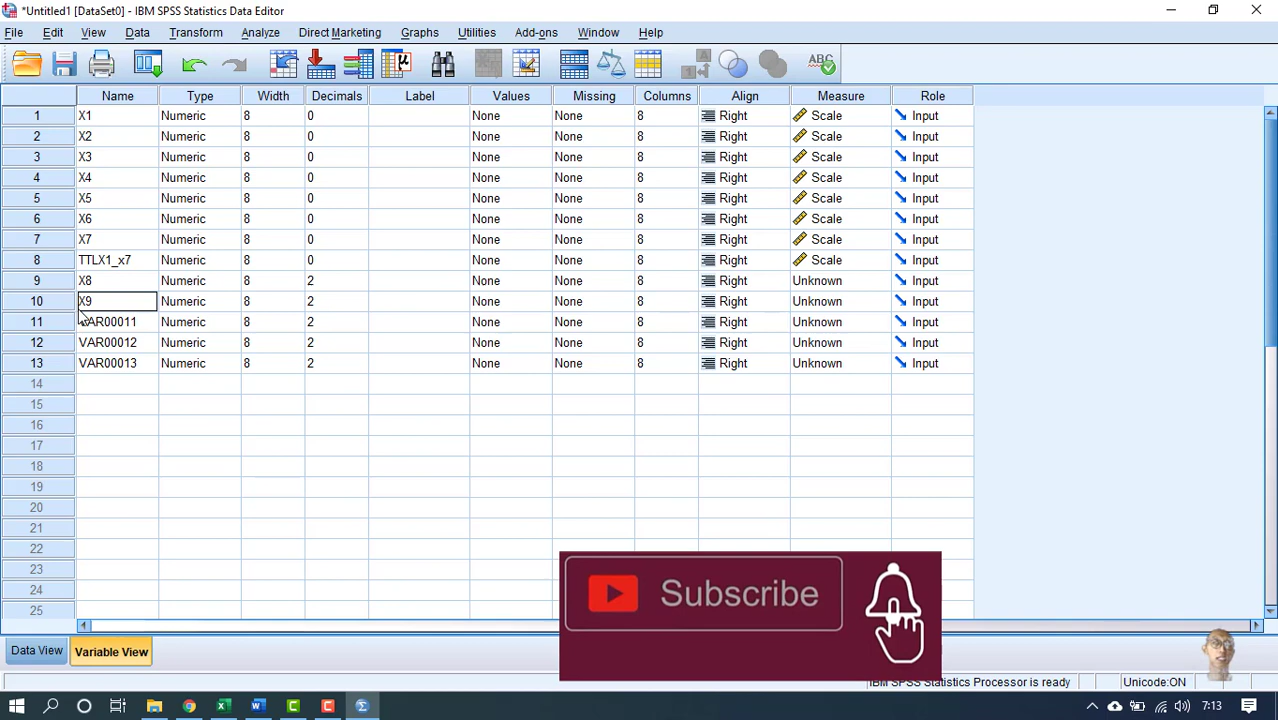 *Untitled1 [DataSet0] - IBM SPSS Statistics Data Editor
File Edit View Data Transform Analyze Direct Marketing Graphs Utilities Add-ons Window Help
Name Type Width Decimals Label Values Missing Columns Align Measure Role
1 X1 Numeric 8 0 None None 8 Right Scale Input
2 X2 Numeric 8 0 None None 8 Right Scale Input
3 X3 Numeric 8 0 None None 8 Right Scale Input
4 X4 Numeric 8 0 None None 8 Right Scale Input
5 X5 Numeric 8 0 None None 8 Right Scale Input
6 X6 Numeric 8 0 None None 8 Right Scale Input
7 X7 Numeric 8 0 None None 8 Right Scale Input
8 TTLX1_x7 Numeric 8 0 None None 8 Right Scale Input
9 X8 Numeric 8 2 None None 8 Right Unknown Input
10 X9 Numeric 8 2 None None 8 Right Unknown Input
11 VAR00011 Numeric 8 2 None None 8 Right Unknown Input
12 VAR00012 Numeric 8 2 None None 8 Right Unknown Input
13 VAR00013 Numeric 8 2 None None 8 Right Unknown Input
14
15
16
17
18
19
20
21
22
23
24
25
Subscribe
Data View Variable View
IBM SPSS Statistics Processor is ready Unicode:ON
7:13